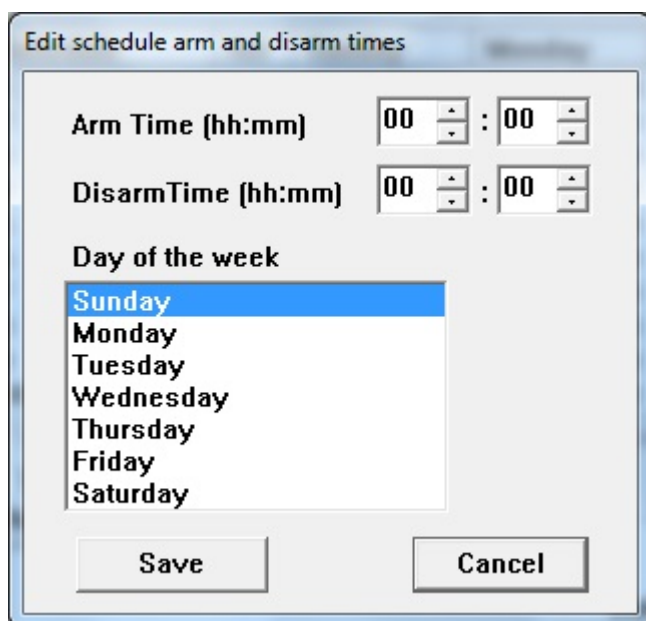 Edit schedule arm and disarm times
Monday
Arm Time (hh:mm) 00 : 00
DisarmTime (hh:mm) 00 : 00
Day of the week
Sunday
Monday
Tuesday
Wednesday
Thursday
Friday
Saturday
Save Cancel